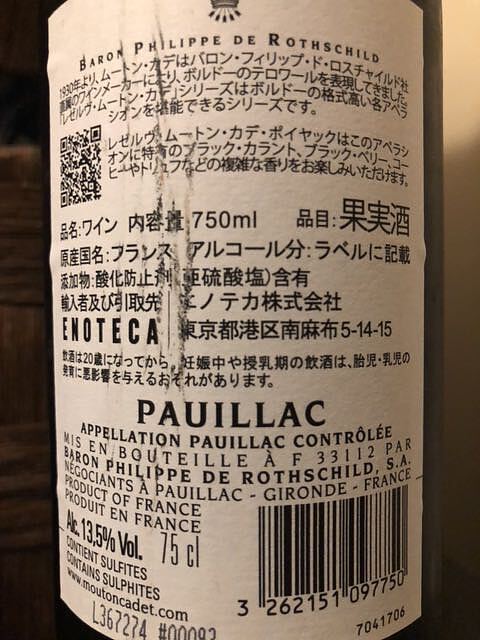 BARON PHILIPPE DE ROTHSCHILD
1930年より、ムートン・カデはバロン・フィリップ・ド・ロスチャイルド社
のワインメーカーにより、ボルドーのテロワールを表現してきました。
「レゼルヴ・ムートン・カデ」シリーズはボルドーの格式高い各アペラ
シオンを堪能できるシリーズです。
レゼルヴ・ムートン・カデ・ポイヤックはこのアペラシ
オンに特有のブラック・カラント、ブラック・ベリー、コー
ヒーやトリュフなどの複雑な香りをお楽しみいただけます。
品名:ワイン 内容量 750ml 品目:果実酒
原産国名:フランス アルコール分:ラベルに記載
添加物:酸化防止剤(亜硫酸塩)含有
輸入者及び引取先 エノテカ株式会社
ENOTECA 東京都港区南麻布5-14-15
飲酒は20歳になってから。妊娠中や授乳期の飲酒は、胎児・乳児の
発育に悪影響を与えるおそれがあります。
PAUILLAC
APPELLATION PAUILLAC CONTRÔLÉE
MIS EN BOUTEILLE À F 33112 PAR
BARON PHILIPPE DE ROTHSCHILD, S.A.
NÉGOCIANTS À PAUILLAC - GIRONDE - FRANCE
PRODUCT OF FRANCE
PRODUIT EN FRANCE
Alc. 13.5% Vol. 75 cl
CONTIENT SULFITES
CONTAINS SULPHITES
www.moutoncadet.com
L367274 #00093
3 262151 097750
7041706